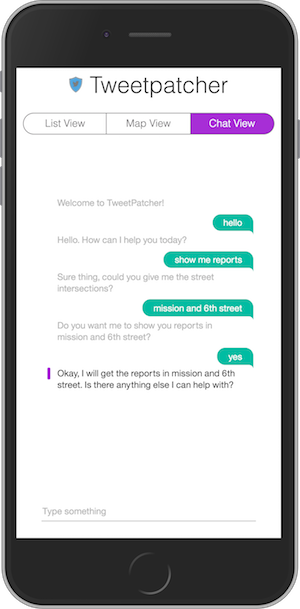 Tweetpatcher
List View Map View Chat View
Welcome to TweetPatcher!
hello
Hello. How can I help you today?
show me reports
Sure thing, could you give me the street
intersections?
mission and 6th street
Do you want me to show you reports in
mission and 6th street?
yes
Okay, I will get the reports in mission and 6th
street. Is there anything else I can help with?
Type something